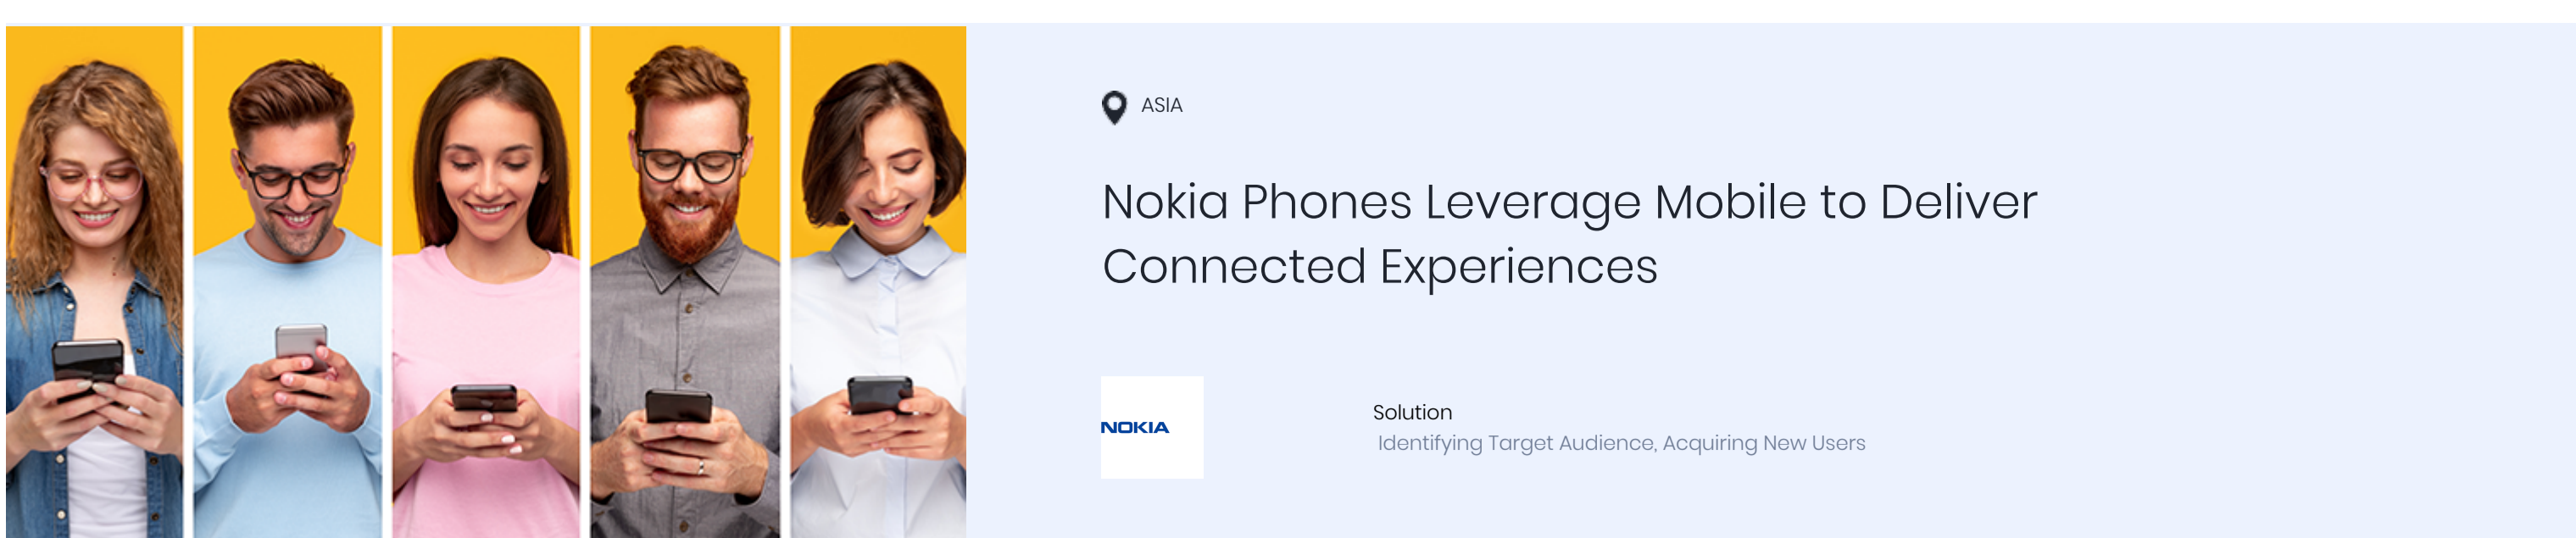 ASIA
Nokia Phones Leverage Mobile to Deliver
Connected Experiences
NOKIA
Solution
Identifying Target Audience, Acquiring New Users